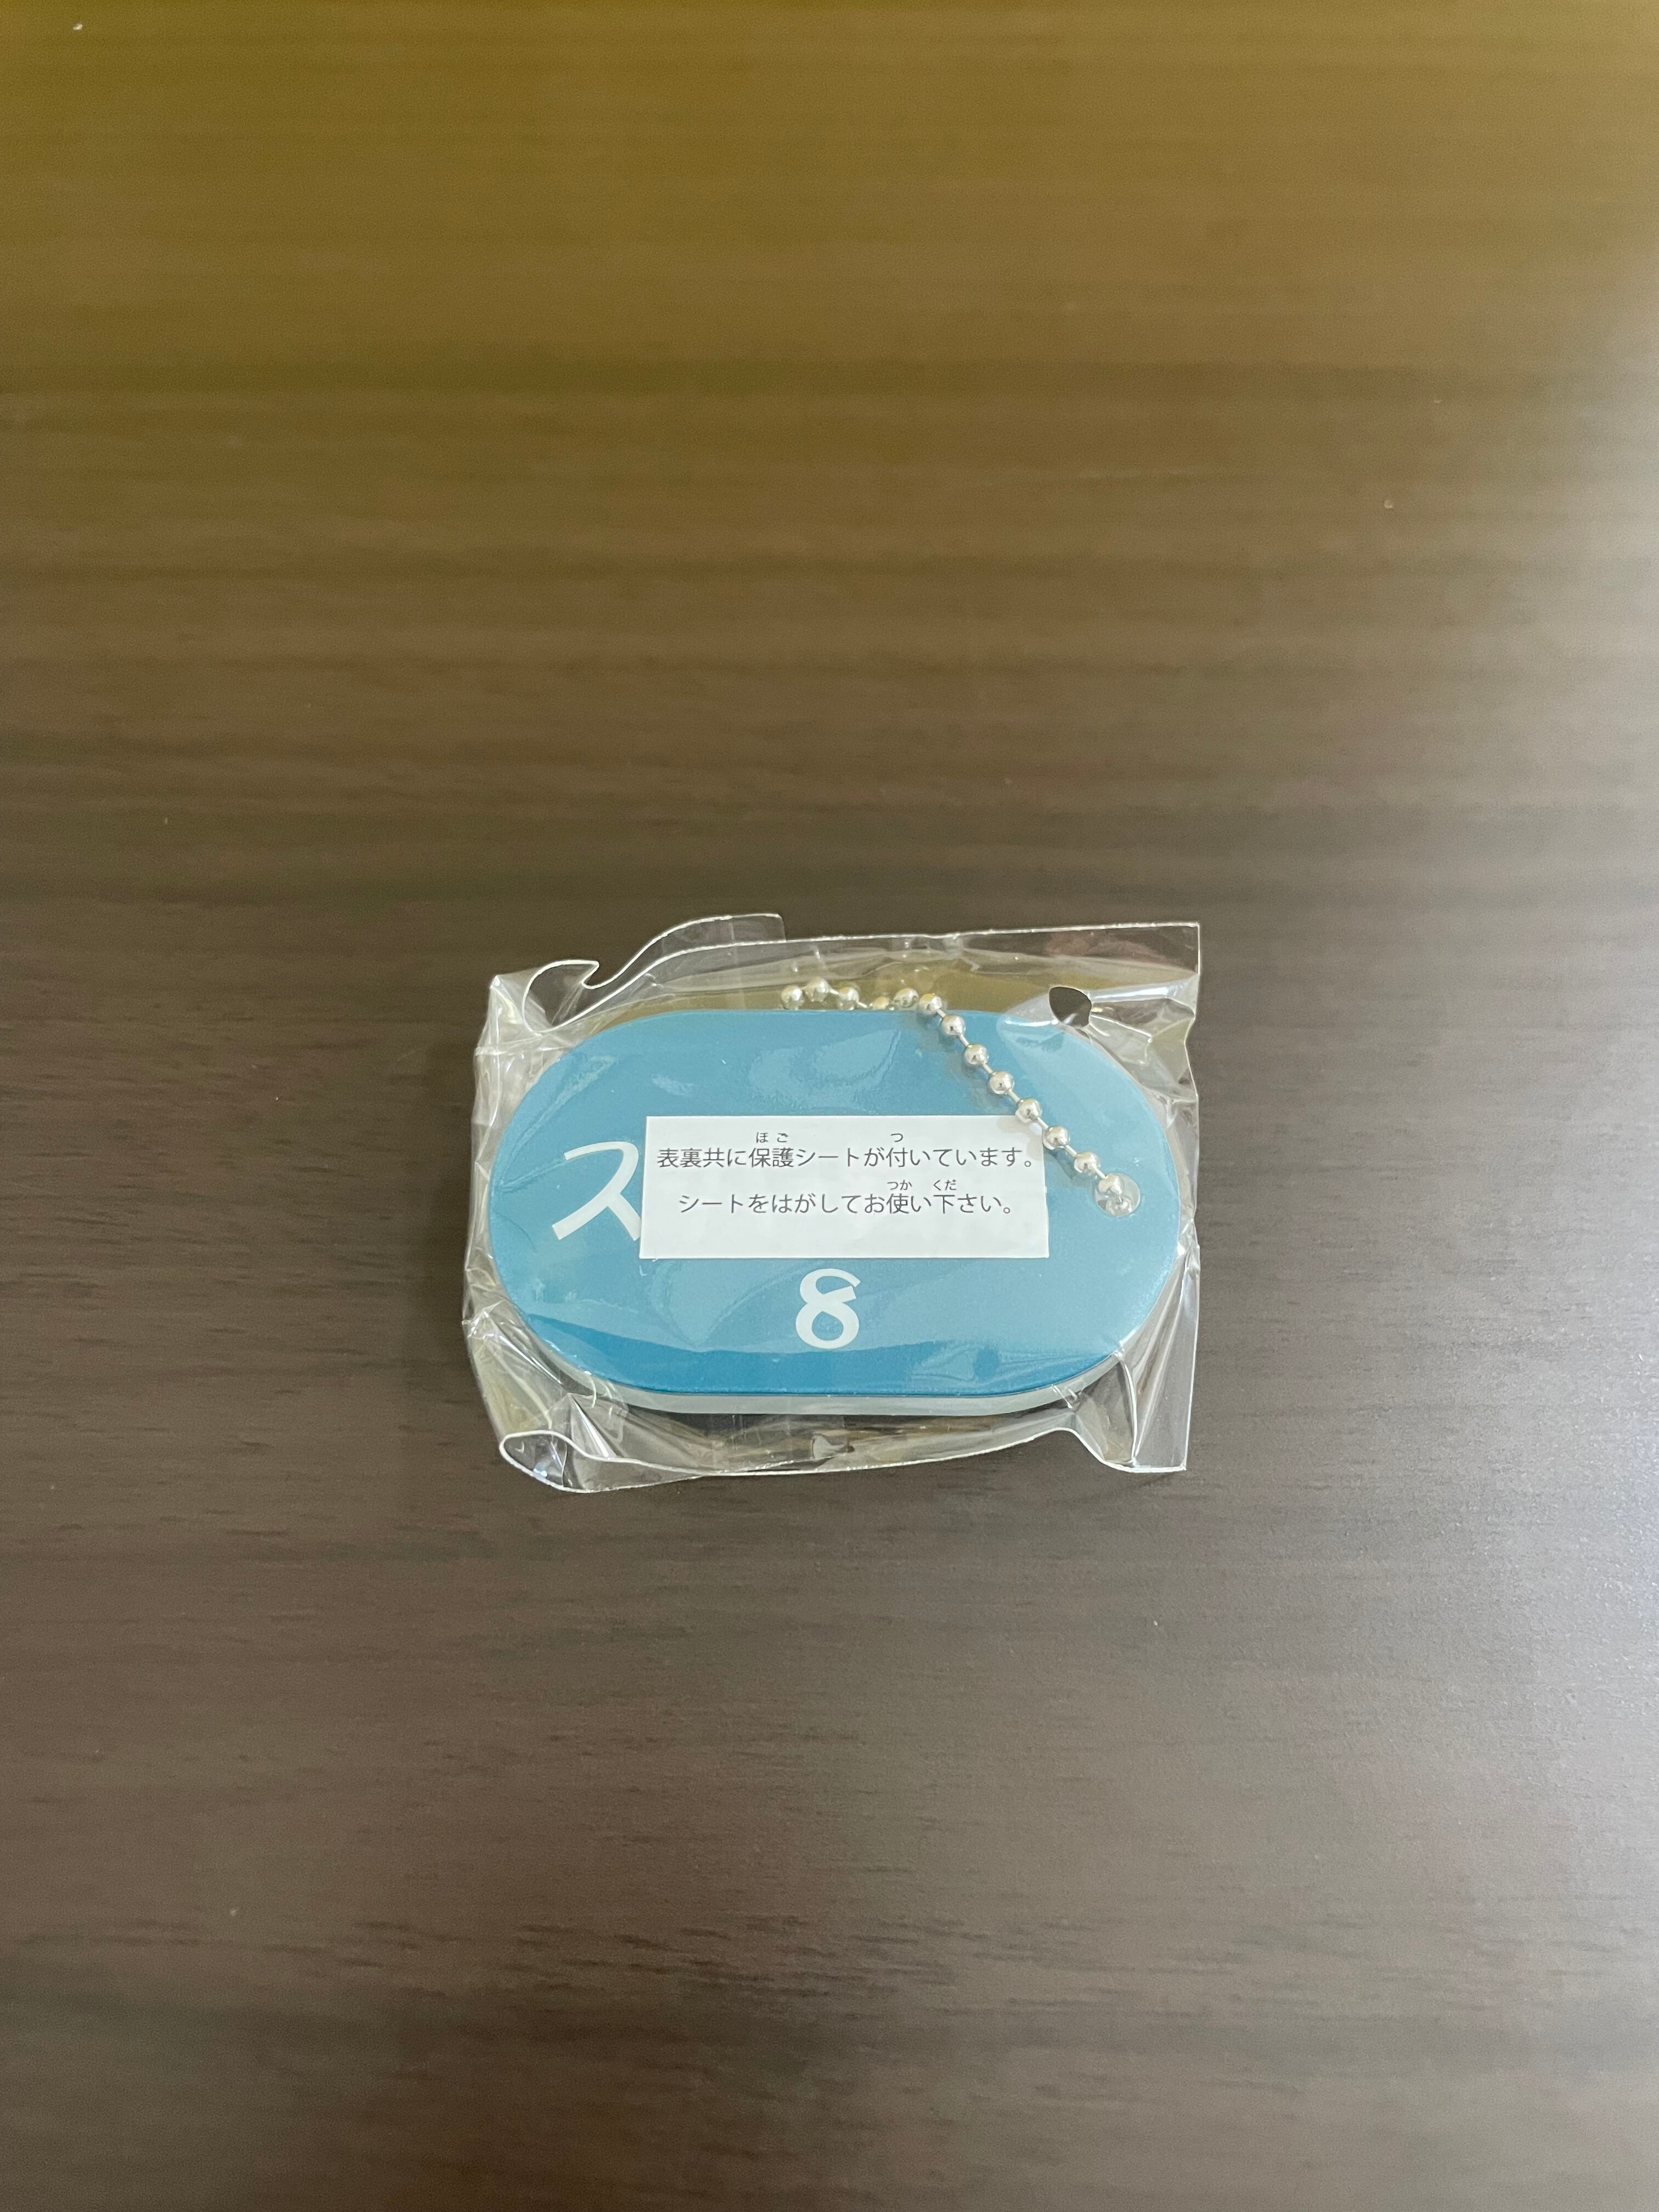 ス
表裏共に保護シートが付いています。
シートをはがしてお使い下さい。
8